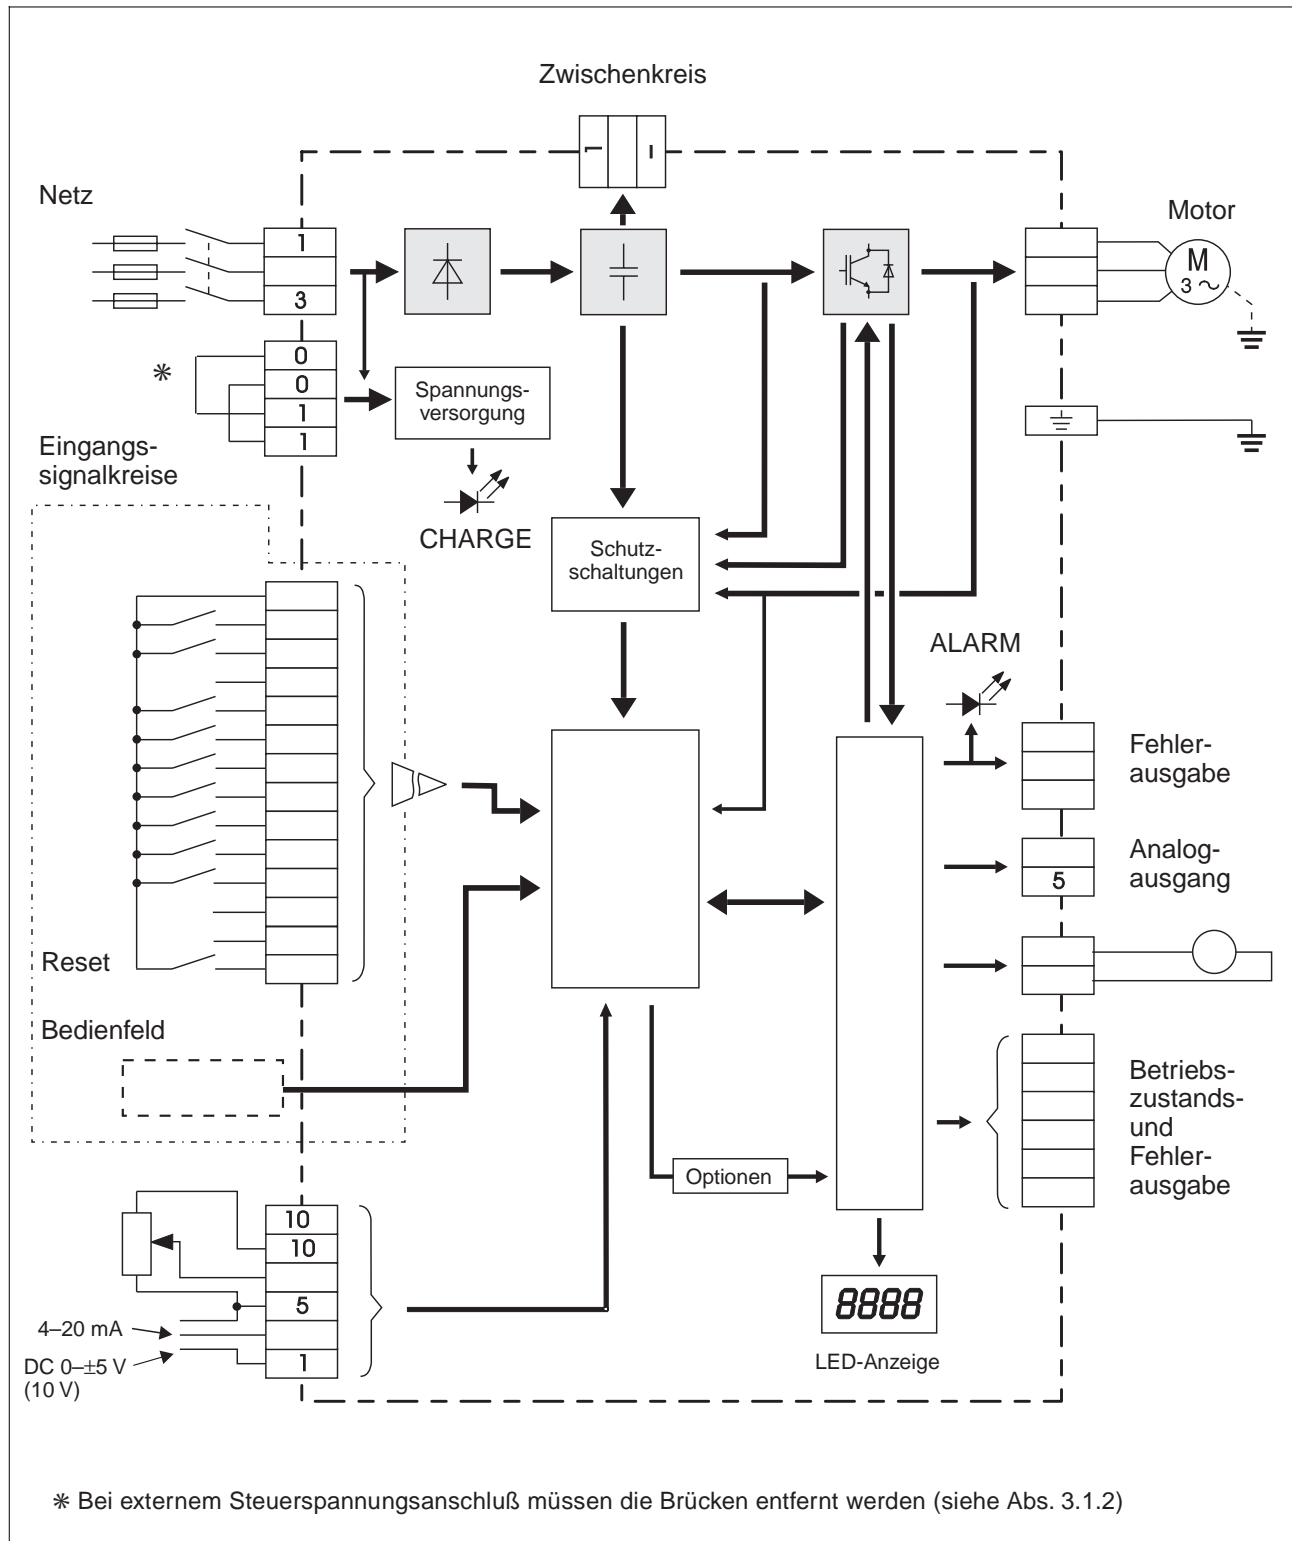 Zwischenkreis
Netz
Motor
1
3
M
3 ~
0
0
1
1
*
Spannungs-
versorgung
CHARGE
Eingangs-
signalkreise
Schutz-
schaltungen
ALARM
Fehler-
ausgabe
Analog-
ausgang
5
Reset
Bedienfeld
Betriebs-
zustands-
und
Fehler-
ausgabe
Optionen
10
10
5
1
4–20 mA
DC 0–±5 V
(10 V)
8888
LED-Anzeige
* Bei externem Steuerspannungsanschluß müssen die Brücken entfernt werden (siehe Abs. 3.1.2)